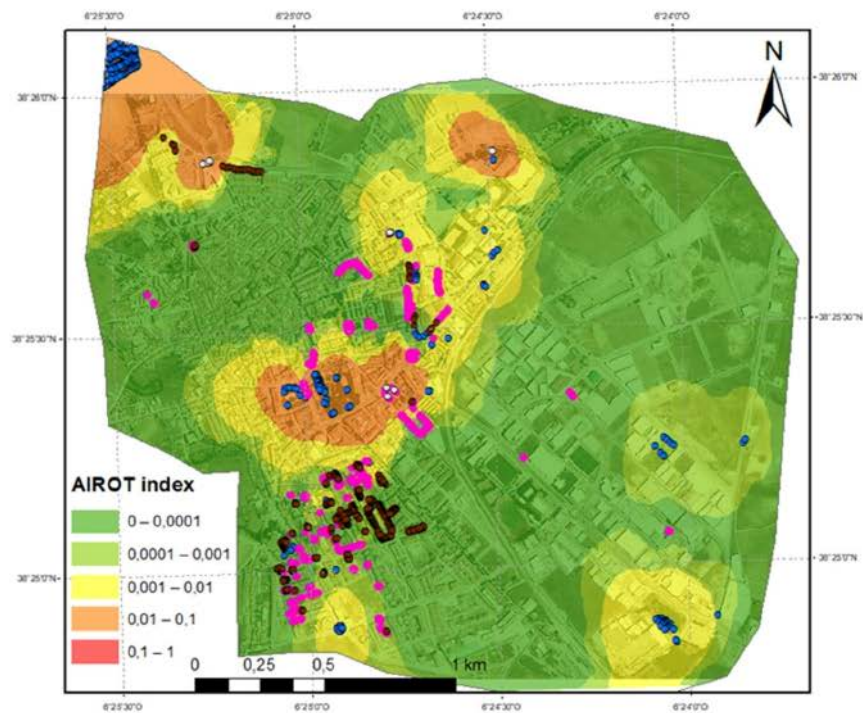 6°25'30"O 6°25'0"O 6°24'30"O 6°24'0"O
N
38°26'0"N 38°26'0"N
38°25'30"N 38°25'30"N
38°25'0"N 38°25'0"N
AIROT index
0 – 0,0001
0,0001 – 0,001
0,001 – 0,01
0,01 – 0,1
0,1 – 1
0 0,25 0,5 1 km
6°25'30"O 6°25'0"O 6°24'30"O 6°24'0"O